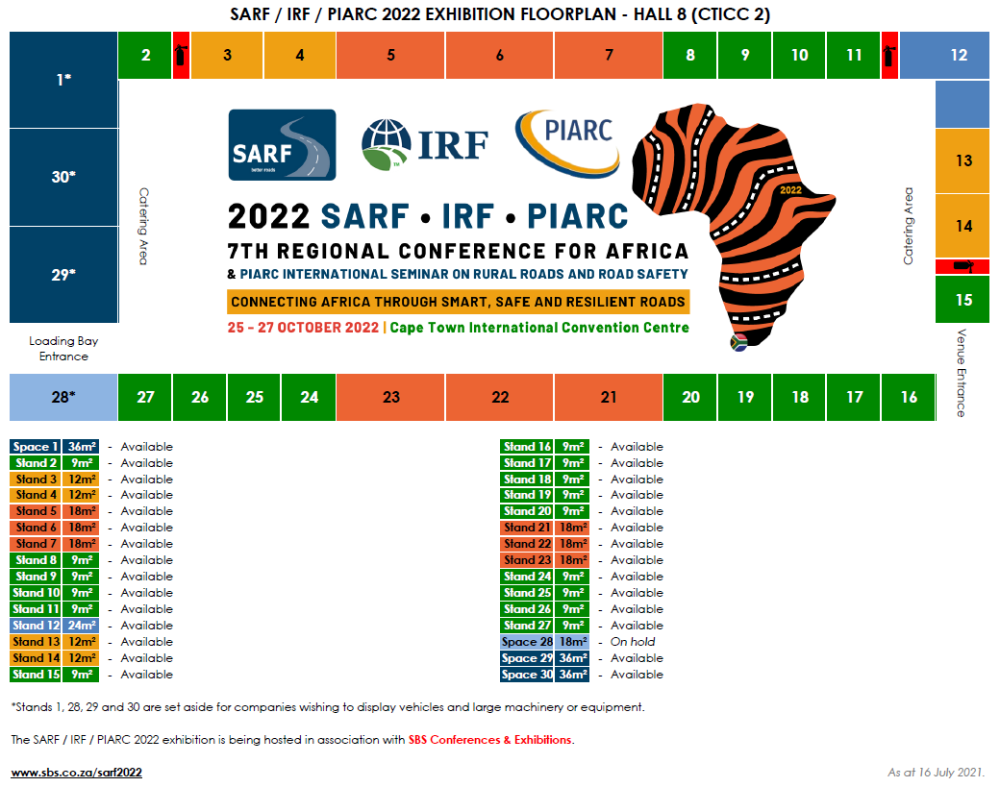 SARF / IRF / PIARC 2022 EXHIBITION FLOORPLAN - HALL 8 (CTICC 2)
1*
2
3
4
5
6
7
8
9
10
11
12
30*
29*
Catering Area
SARF
better roads
IRF
TM
PIARC
2022
2022 SARF • IRF • PIARC
7TH REGIONAL CONFERENCE FOR AFRICA
& PIARC INTERNATIONAL SEMINAR ON RURAL ROADS AND ROAD SAFETY
CONNECTING AFRICA THROUGH SMART, SAFE AND RESILIENT ROADS
25 – 27 OCTOBER 2022 | Cape Town International Convention Centre
Catering Area
13
14
15
Loading Bay
Entrance
Venue Entrance
28*
27
26
25
24
23
22
21
20
19
18
17
16
Space 1 36m² - Available
Stand 2 9m² - Available
Stand 3 12m² - Available
Stand 4 12m² - Available
Stand 5 18m² - Available
Stand 6 18m² - Available
Stand 7 18m² - Available
Stand 8 9m² - Available
Stand 9 9m² - Available
Stand 10 9m² - Available
Stand 11 9m² - Available
Stand 12 24m² - Available
Stand 13 12m² - Available
Stand 14 12m² - Available
Stand 15 9m² - Available
Stand 16 9m² - Available
Stand 17 9m² - Available
Stand 18 9m² - Available
Stand 19 9m² - Available
Stand 20 9m² - Available
Stand 21 18m² - Available
Stand 22 18m² - Available
Stand 23 18m² - Available
Stand 24 9m² - Available
Stand 25 9m² - Available
Stand 26 9m² - Available
Stand 27 9m² - Available
Space 28 18m² - On hold
Space 29 36m² - Available
Space 30 36m² - Available
*Stands 1, 28, 29 and 30 are set aside for companies wishing to display vehicles and large machinery or equipment.
The SARF / IRF / PIARC 2022 exhibition is being hosted in association with SBS Conferences & Exhibitions.
www.sbs.co.za/sarf2022
As at 16 July 2021.